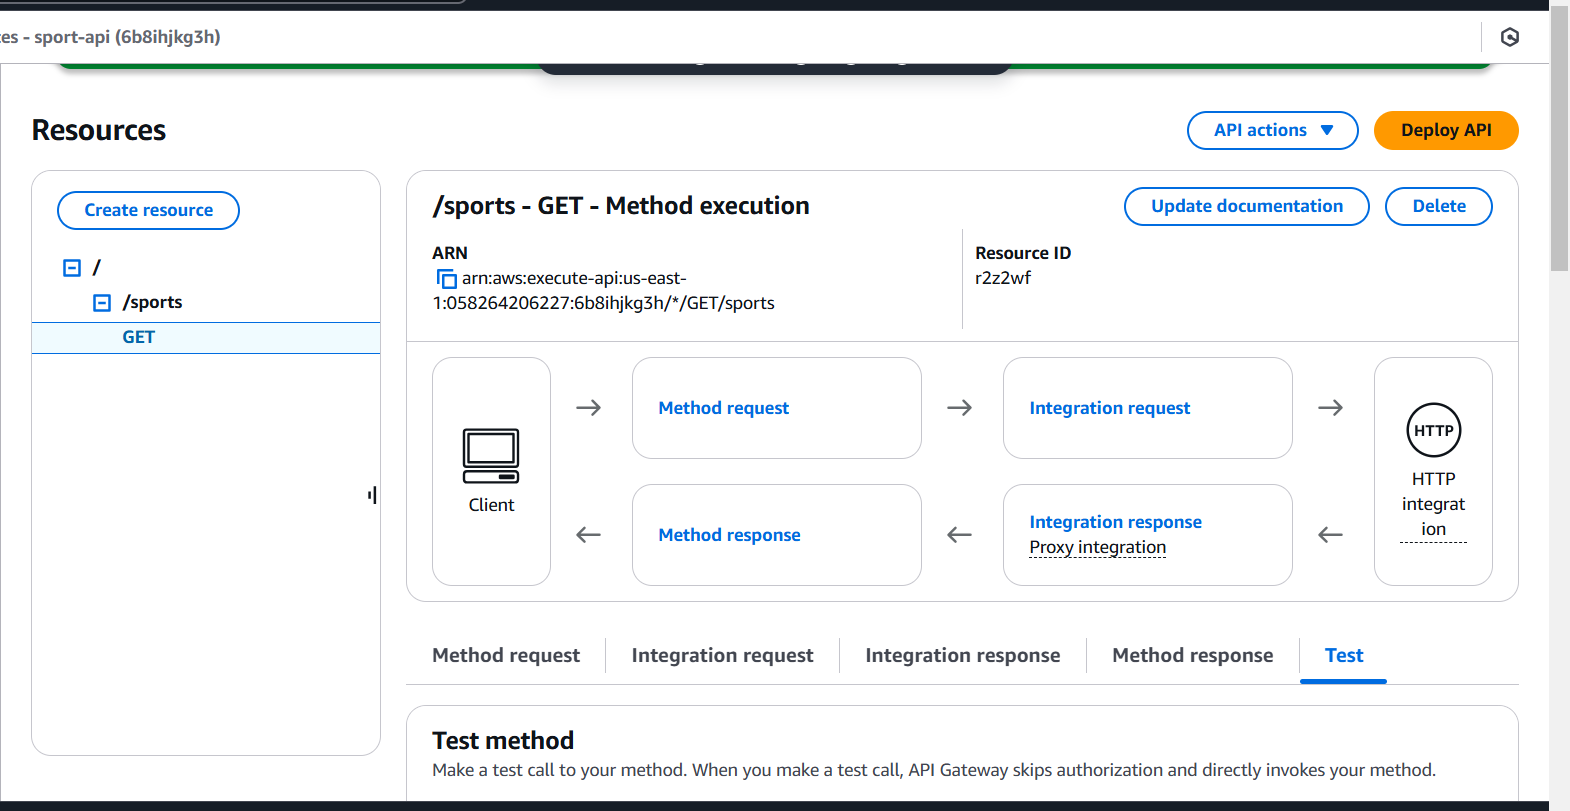 es - sport-api (6b8ihjkg3h)
Resources
API actions
Deploy API
Create resource
/
/sports
GET
/sports - GET - Method execution
Update documentation
Delete
ARN
arn:aws:execute-api:us-east-
1:058264206227:6b8ihjkg3h/*/GET/sports
Resource ID
r2z2wf
Client
Method request
Integration request
HTTP
HTTP
integrat
ion
Method response
Integration response
Proxy integration
Method request
Integration request
Integration response
Method response
Test
Test method
Make a test call to your method. When you make a test call, API Gateway skips authorization and directly invokes your method.